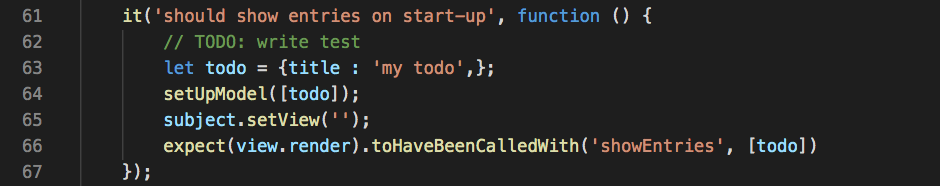 61 it('should show entries on start-up', function () {
62 // TODO: write test
63 let todo = {title : 'my todo',};
64 setUpModel([todo]);
65 subject.setView('');
66 expect(view.render).toHaveBeenCalledWith('showEntries', [todo])
67 });